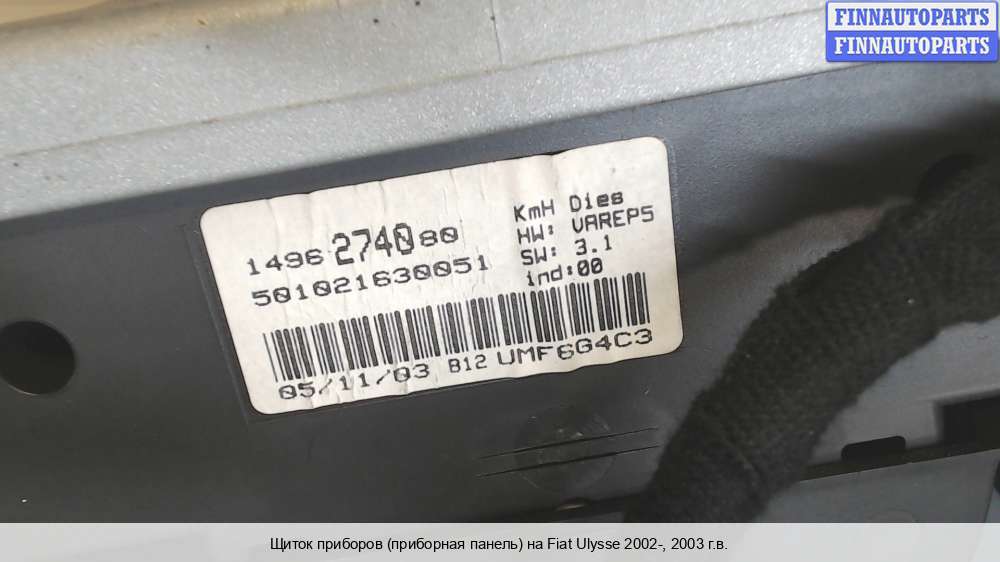 FINNAUTOPARTS
FINNAUTOPARTS
1496 2740 80
501021630051
KmH Dies
HW: VAREP5
SW: 3.1
ind:00
05/11/03 B12 UMF6G4C3
Щиток приборов (приборная панель) на Fiat Ulysse 2002-, 2003 г.в.